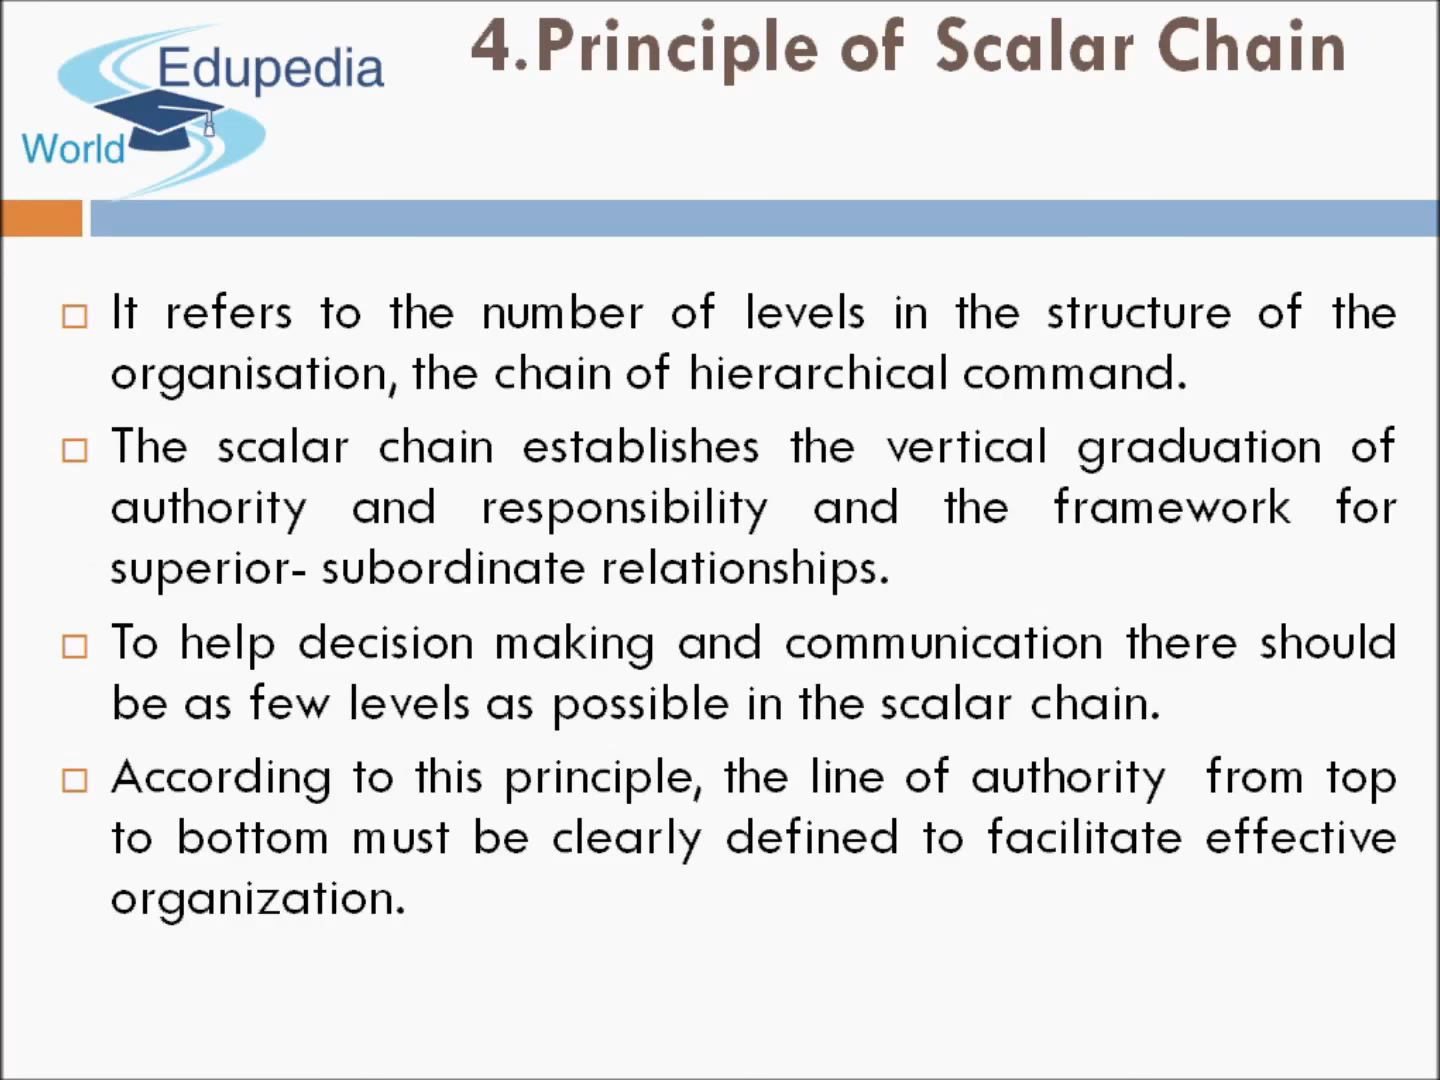 Edupedia
World
4.Principle of Scalar Chain
It refers to the number of levels in the structure of the
organisation, the chain of hierarchical command.
The scalar chain establishes the vertical graduation of
authority and responsibility and the framework for
superior- subordinate relationships.
To help decision making and communication there should
be as few levels as possible in the scalar chain.
According to this principle, the line of authority from top
to bottom must be clearly defined to facilitate effective
organization.